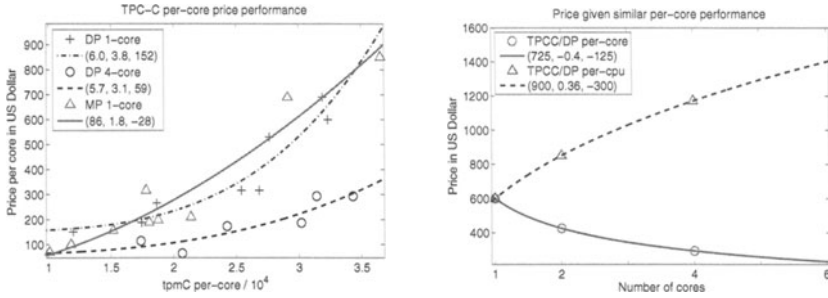 TPC-C per-core price performance
Price per core in US Dollar
900
800
700
600
500
400
300
200
100
DP 1-core
(6.0, 3.8, 152)
DP 4-core
(5.7, 3.1, 59)
MP 1-core
(86, 1.8, -28)
1 1.5 2 2.5 3 3.5
tpmC per-core / 10^4
Price given similar per-core performance
Price in US Dollar
1600
1400
1200
1000
800
600
400
TPCC/DP per-core
(725, -0.4, -125)
TPCC/DP per-cpu
(900, 0.36, -300)
1 2 4 6
Number of cores